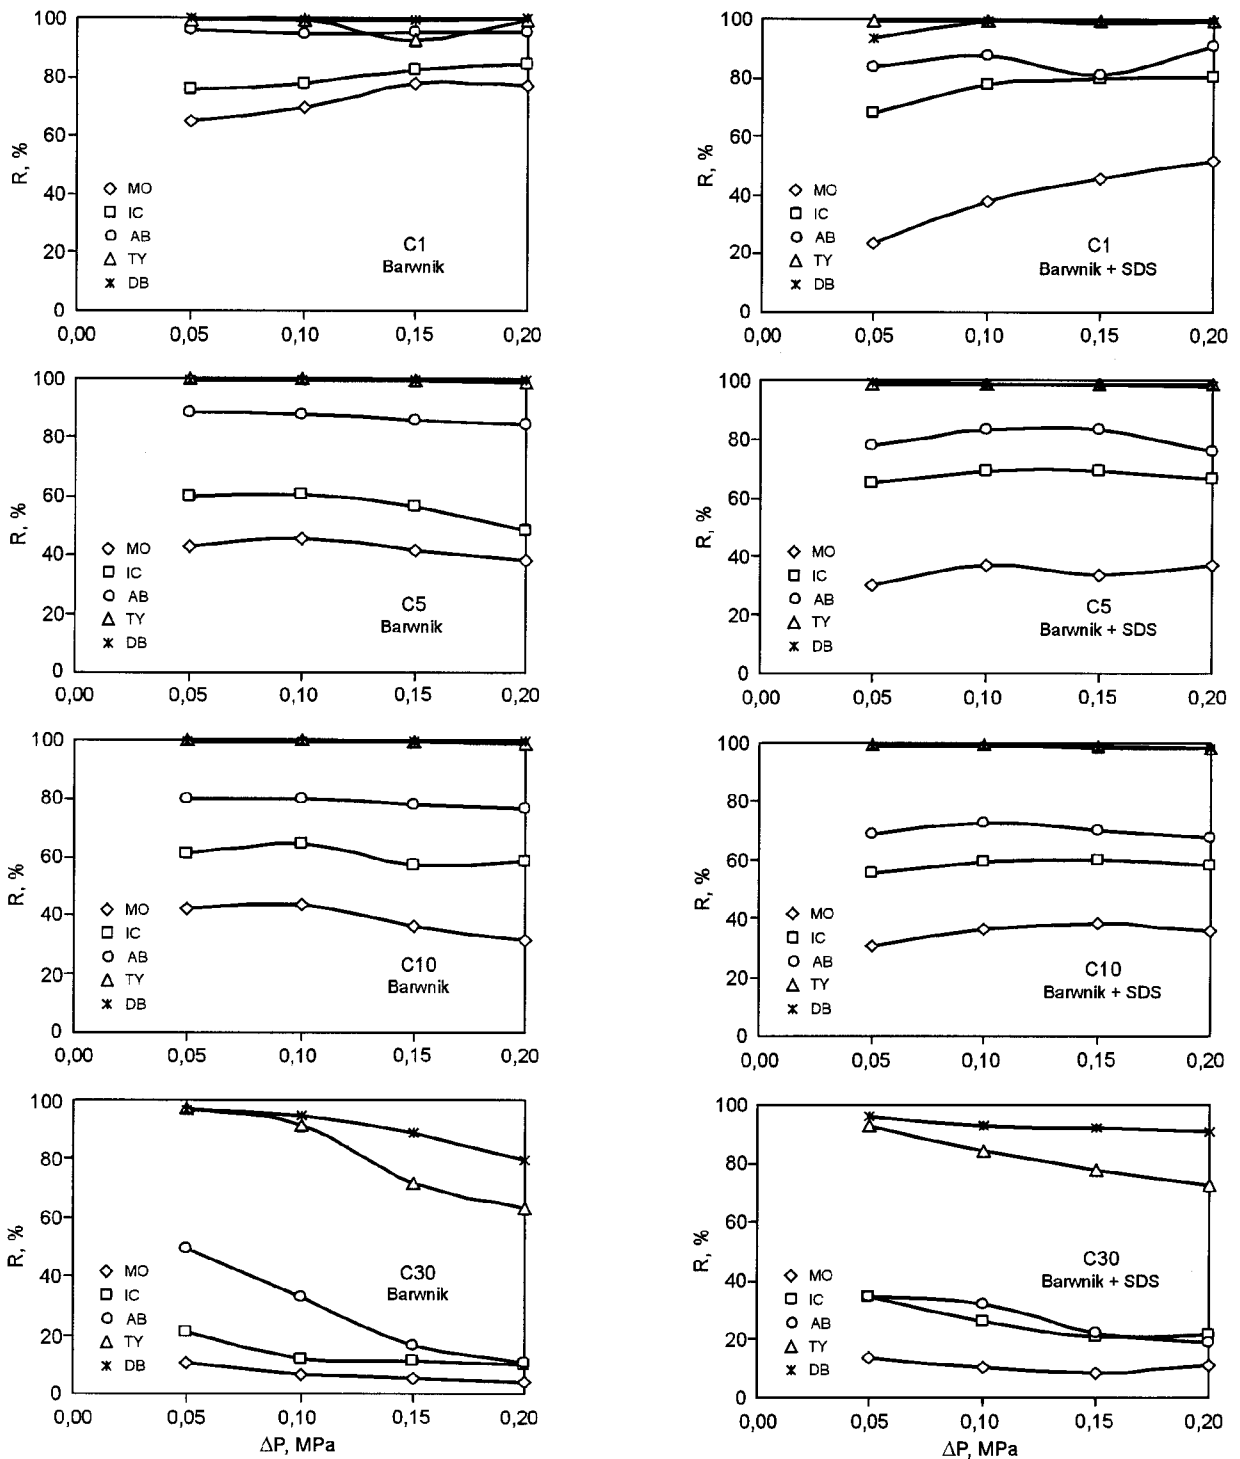 100
80
60
40
20
0
R, %
MO
IC
AB
TY
DB
C1
Barwnik
0,00 0,05 0,10 0,15 0,20
100
80
60
40
20
0
R, %
MO
IC
AB
TY
DB
C1
Barwnik + SDS
0,00 0,05 0,10 0,15 0,20
100
80
60
40
20
0
R, %
MO
IC
AB
TY
DB
C5
Barwnik
0,00 0,05 0,10 0,15 0,20
100
80
60
40
20
0
R, %
MO
IC
AB
TY
DB
C5
Barwnik + SDS
0,00 0,05 0,10 0,15 0,20
100
80
60
40
20
0
R, %
MO
IC
AB
TY
DB
C10
Barwnik
0,00 0,05 0,10 0,15 0,20
100
80
60
40
20
0
R, %
MO
IC
AB
TY
DB
C10
Barwnik + SDS
0,00 0,05 0,10 0,15 0,20
100
80
60
40
20
0
R, %
MO
IC
AB
TY
DB
C30
Barwnik
0,00 0,05 0,10 0,15 0,20
ΔP, MPa
100
80
60
40
20
0
R, %
MO
IC
AB
TY
DB
C30
Barwnik + SDS
0,00 0,05 0,10 0,15 0,20
ΔP, MPa